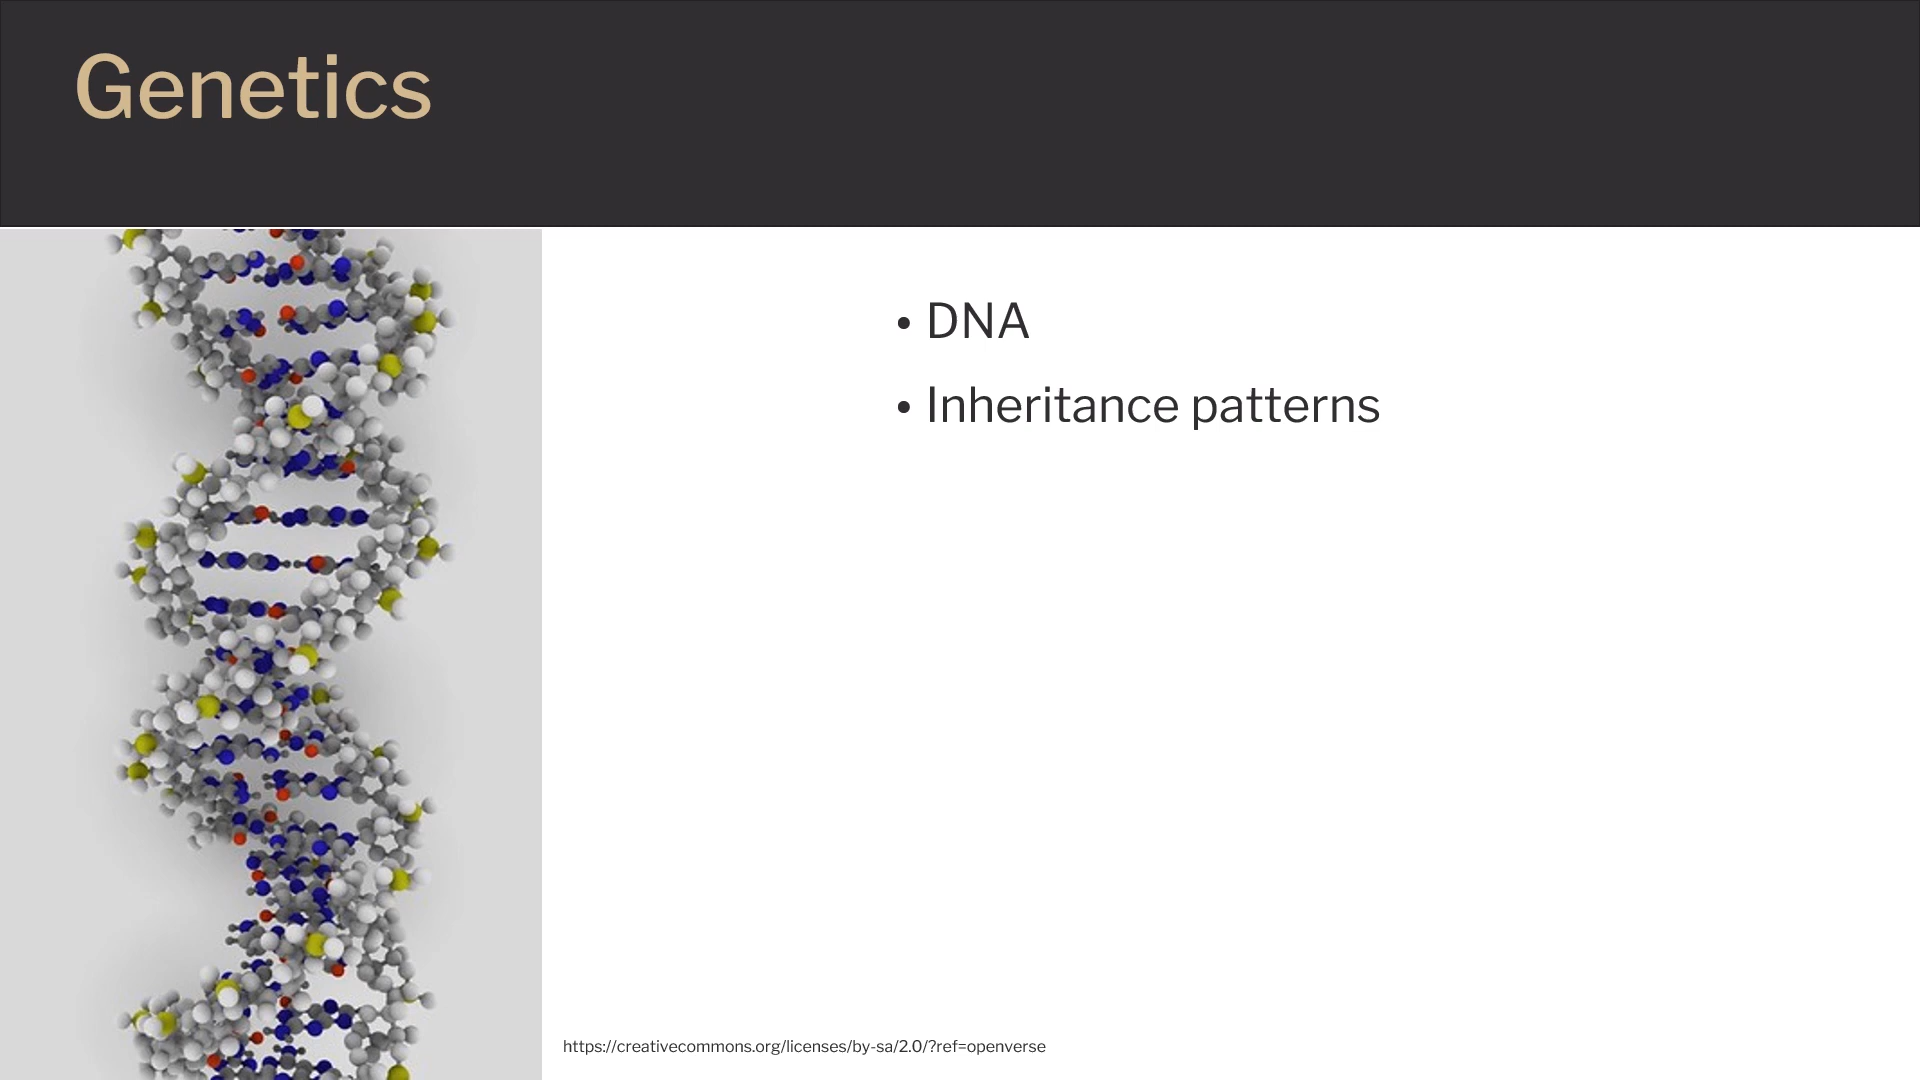 Genetics
• DNA
• Inheritance patterns
https://creativecommons.org/licenses/by-sa/2.0/?ref=openverse